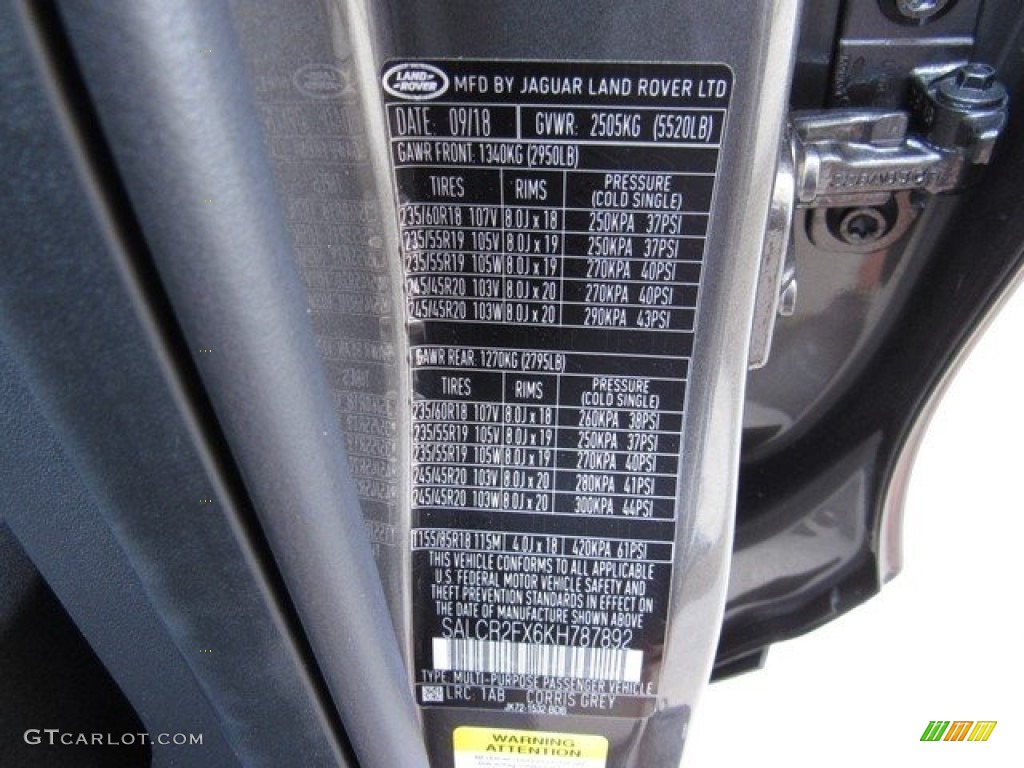 LAND ROVER MFD BY JAGUAR LAND ROVER LTD
DATE: 09/18 GVWR: 2505KG (5520LB)
GAWR FRONT: 1340KG (2950LB)
TIRES RIMS PRESSURE (COLD SINGLE)
235/60R18 107V 8.0J x 18 250KPA 37PSI
235/55R19 105V 8.0J x 19 250KPA 37PSI
235/55R19 105W 8.0J x 19 270KPA 40PSI
245/45R20 103V 8.0J x 20 270KPA 40PSI
245/45R20 103W 8.0J x 20 290KPA 43PSI
GAWR REAR: 1270KG (2795LB)
TIRES RIMS PRESSURE (COLD SINGLE)
235/60R18 107V 8.0J x 18 260KPA 38PSI
235/55R19 105V 8.0J x 19 250KPA 37PSI
235/55R19 105W 8.0J x 19 270KPA 40PSI
245/45R20 103V 8.0J x 20 280KPA 41PSI
245/45R20 103W 8.0J x 20 300KPA 44PSI
T155/85R18 115M 4.0J x 18 420KPA 61PSI
THIS VEHICLE CONFORMS TO ALL APPLICABLE
U.S. FEDERAL MOTOR VEHICLE SAFETY AND
THEFT PREVENTION STANDARDS IN EFFECT ON
THE DATE OF MANUFACTURE SHOWN ABOVE
SALCR2FX6KH787892
TYPE: MULTI-PURPOSE PASSENGER VEHICLE
LRC: 1AB CORRIS GREY
WARNING
ATTENTION
GTCARLOT.COM